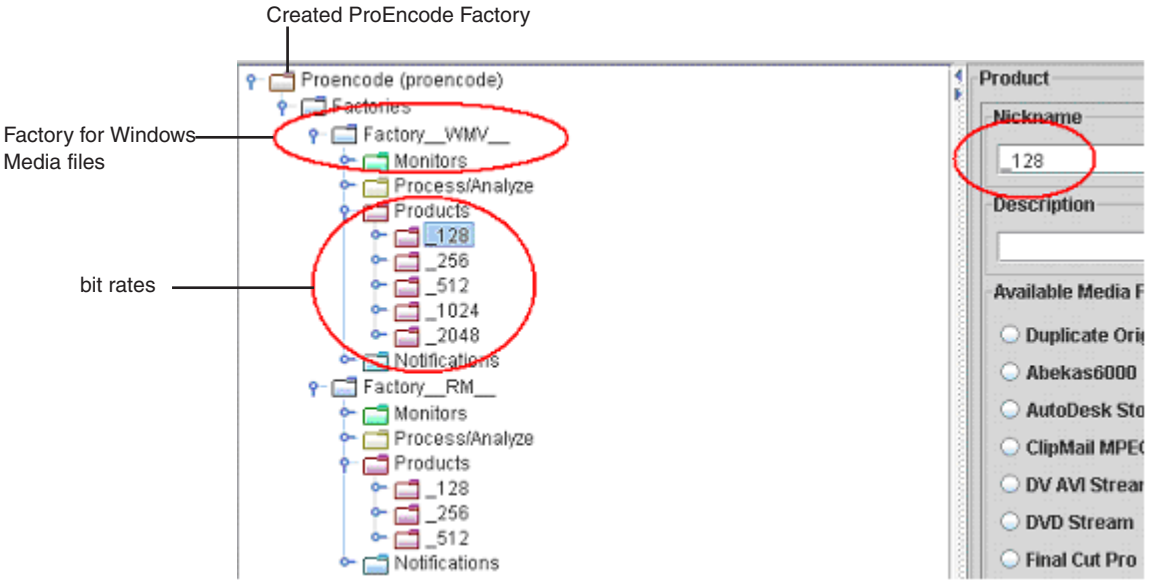 Created ProEncode Factory
Proencode (proencode)
Factories
Factory for Windows
Media files
Factory__WMV__
Monitors
Process/Analyze
Products
bit rates
_128
_256
_512
_1024
_2048
Notifications
Factory__RM__
Monitors
Process/Analyze
Products
_128
_256
_512
Notifications
Product
Nickname
_128
Description
Available Media F
Duplicate Orig
Abekas6000
AutoDesk Sto
ClipMail MPEG
DV AVI Strear
DVD Stream
Final Cut Pro